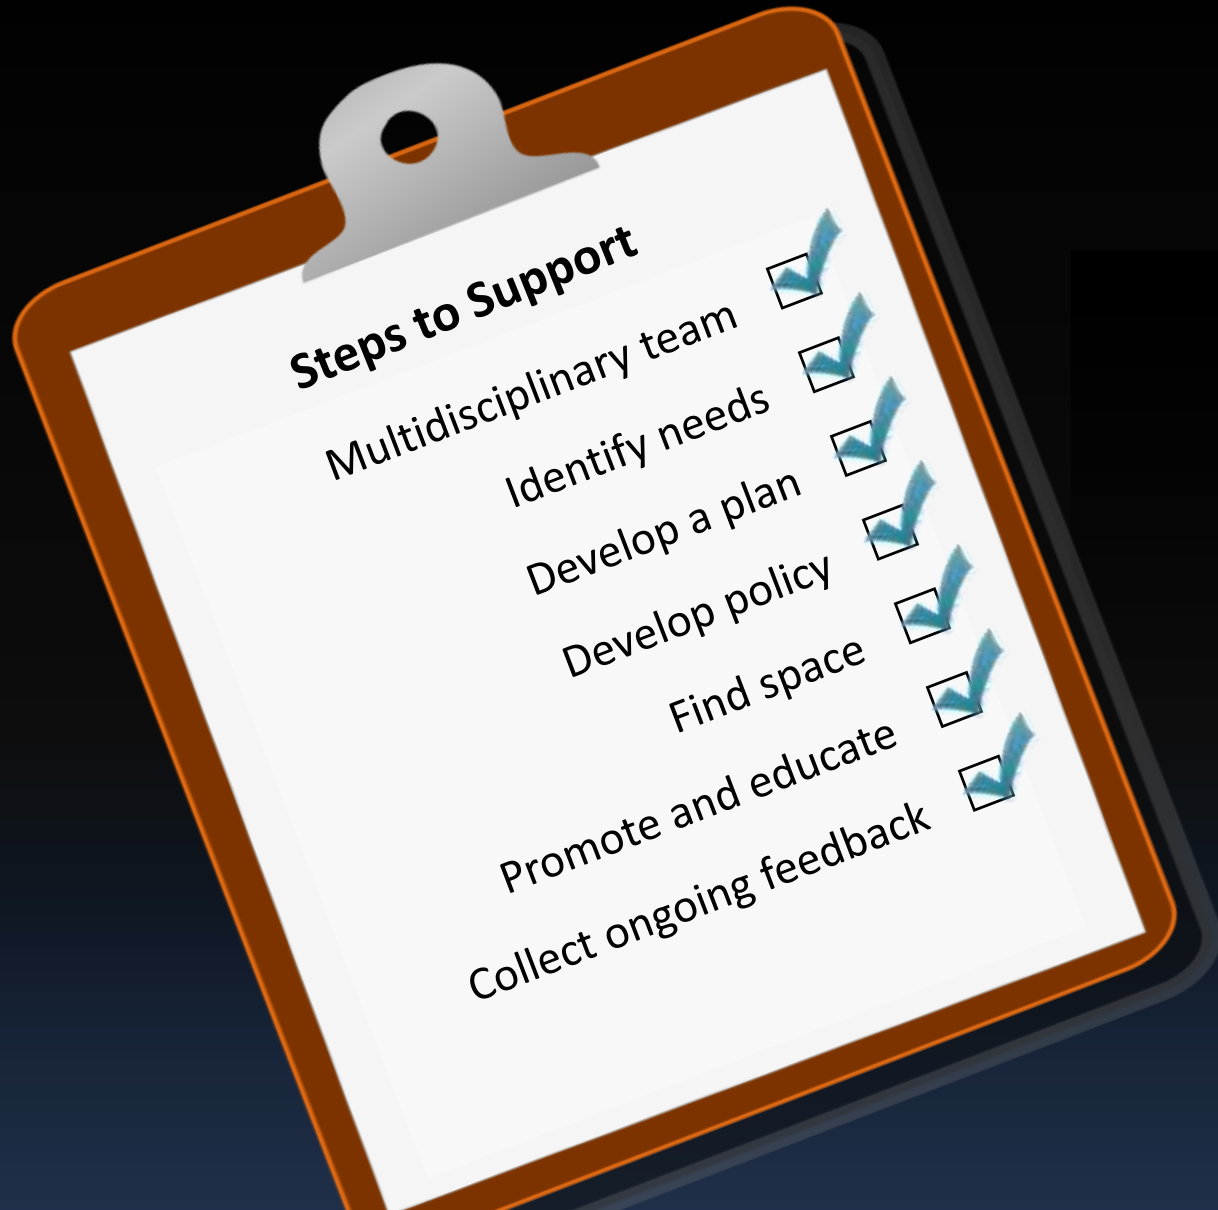 Steps to Support
Multidisciplinary team
Identify needs
Develop a plan
Develop policy
Find space
Promote and educate
Collect ongoing feedback